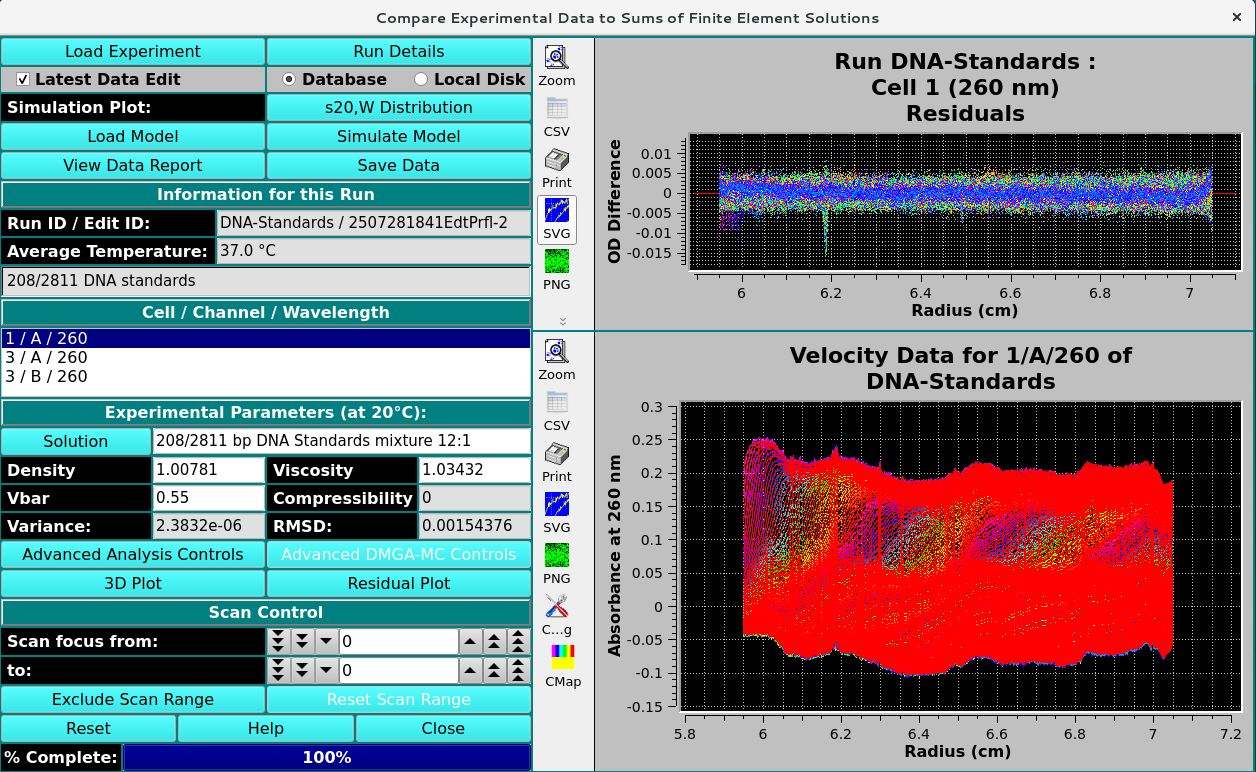 Compare Experimental Data to Sums of Finite Element Solutions
Load Experiment
Run Details
Latest Data Edit
Database
Local Disk
Simulation Plot:
s20,W Distribution
Load Model
Simulate Model
View Data Report
Save Data
Information for this Run
Run ID / Edit ID:
DNA-Standards / 2507281841EdtPrfl-2
Average Temperature:
37.0 °C
208/2811 DNA standards
Cell / Channel / Wavelength
1 / A / 260
3 / A / 260
3 / B / 260
Experimental Parameters (at 20°C):
Solution
208/2811 bp DNA Standards mixture 12:1
Density
1.00781
Viscosity
1.03432
Vbar
0.55
Compressibility
0
Variance:
2.3832e-06
RMSD:
0.00154376
Advanced Analysis Controls
Advanced DMGA-MC Controls
3D Plot
Residual Plot
Scan Control
Scan focus from:
0
to:
0
Exclude Scan Range
Reset Scan Range
Reset
Help
Close
% Complete:
100%
Zoom
CSV
Print
SVG
PNG
Zoom
CSV
Print
SVG
PNG
C...g
CMap
Run DNA-Standards :
Cell 1 (260 nm)
Residuals
OD Difference
0.01
0.005
0
-0.005
-0.01
-0.015
6
6.2
6.4
6.6
6.8
7
Radius (cm)
Velocity Data for 1/A/260 of
DNA-Standards
Absorbance at 260 nm
0.3
0.25
0.2
0.15
0.1
0.05
0
-0.05
-0.1
-0.15
5.8
6
6.2
6.4
6.6
6.8
7
7.2
Radius (cm)